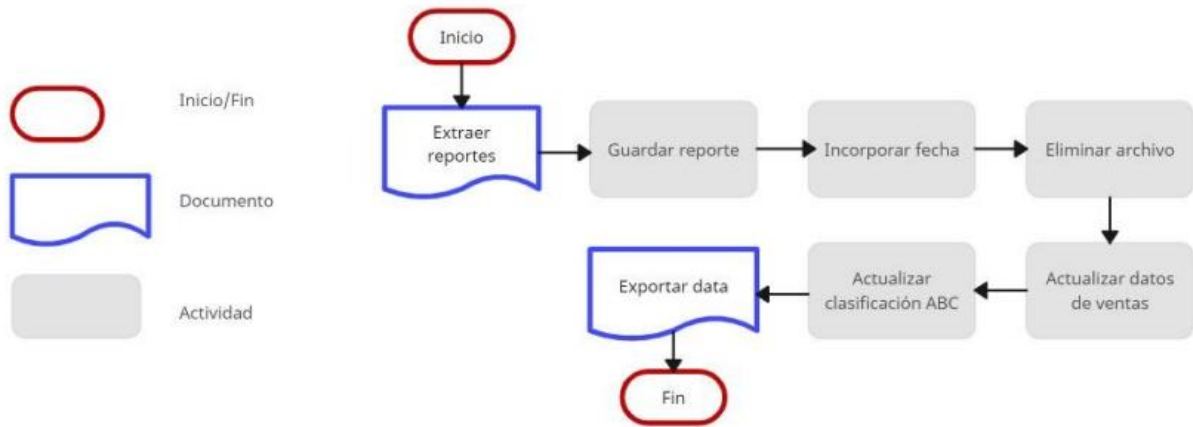 Inicio/Fin
Documento
Actividad
Inicio
Extraer
reportes
Guardar reporte
Incorporar fecha
Eliminar archivo
Actualizar datos
de ventas
Actualizar
clasificación ABC
Exportar data
Fin